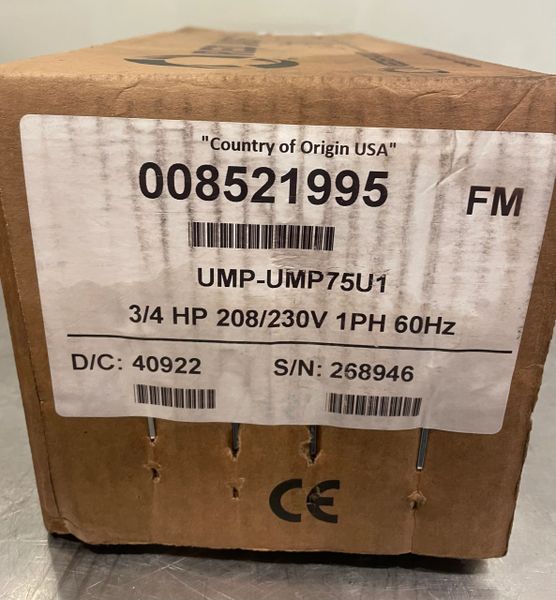 "Country of Origin USA"
008521995
FM
UMP-UMP75U1
3/4 HP 208/230V 1PH 60Hz
D/C: 40922 S/N: 268946
CE